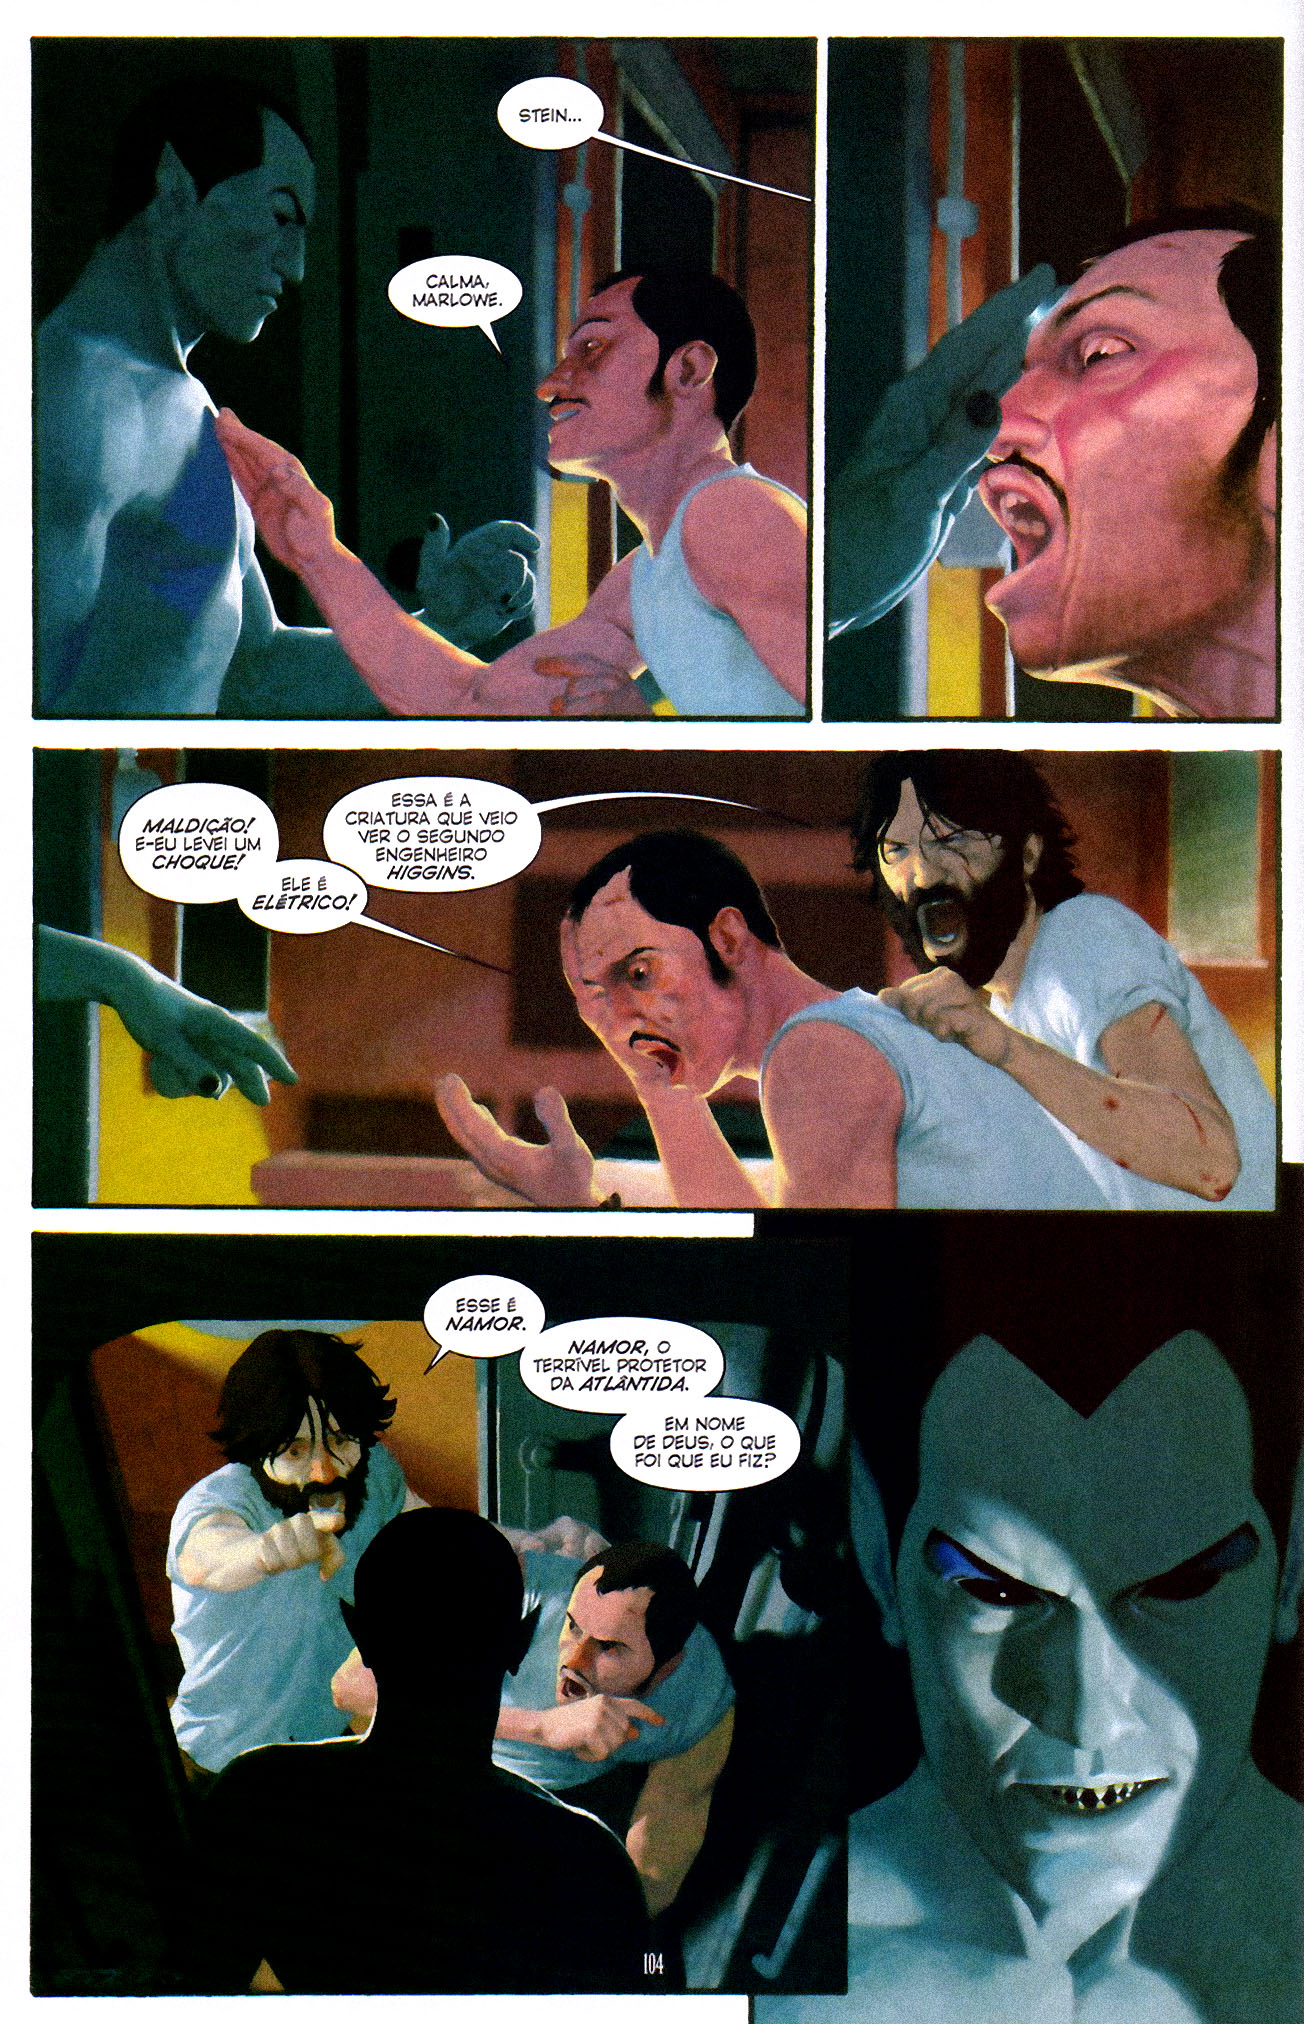 STEIN...
CALMA,
MARLOWE.
MALDIÇÃO!
E-EU LEVEI UM
CHOQUE!
ELE É
ELÉTRICO!
ESSA É A
CRIATURA QUE VEIO
VER O SEGUNDO
ENGENHEIRO
HIGGINS.
ESSE É
NAMOR.
NAMOR, O
TERRÍVEL PROTETOR
DA ATLÂNTIDA.
EM NOME
DE DEUS, O QUE
FOI QUE EU FIZ?
104